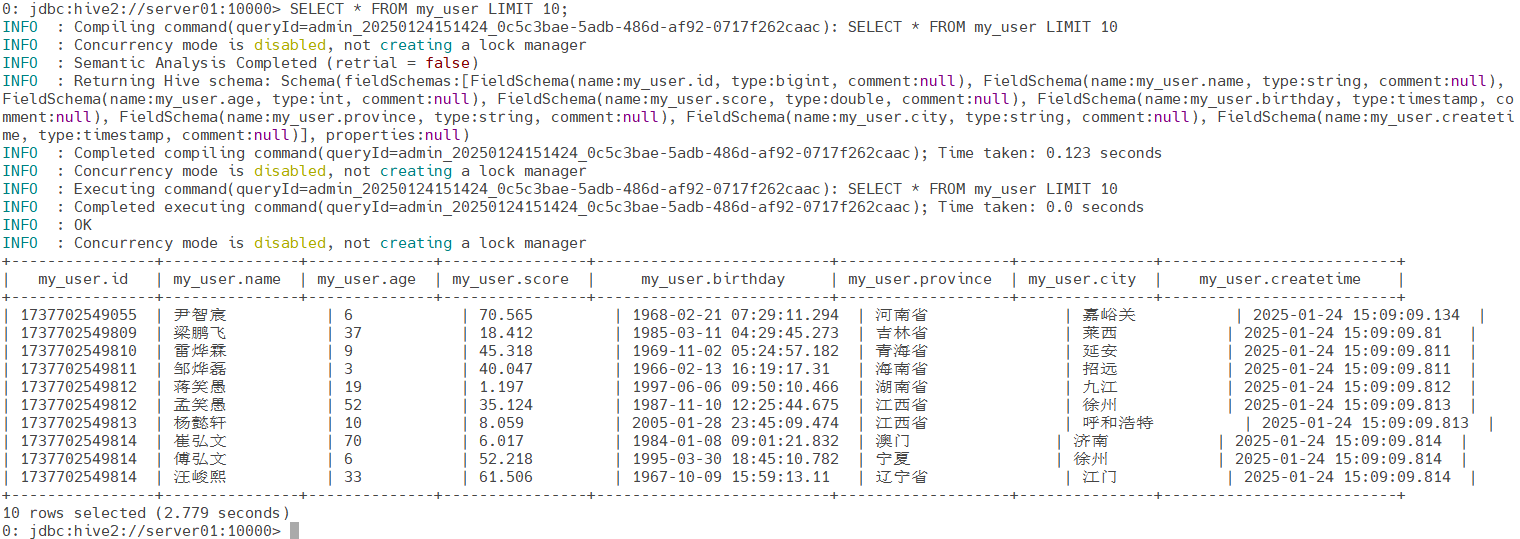 0: jdbc:hive2://server01:10000> SELECT * FROM my_user LIMIT 10;
INFO  : Compiling command(queryId=admin_20250124151424_0c5c3bae-5adb-486d-af92-0717f262caac): SELECT * FROM my_user LIMIT 10
INFO  : Concurrency mode is disabled, not creating a lock manager
INFO  : Semantic Analysis Completed (retrial = false)
INFO  : Returning Hive schema: Schema(fieldSchemas:[FieldSchema(name:my_user.id, type:bigint, comment:null), FieldSchema(name:my_user.name, type:string, comment:null),
FieldSchema(name:my_user.age, type:int, comment:null), FieldSchema(name:my_user.score, type:double, comment:null), FieldSchema(name:my_user.birthday, type:timestamp, co
mment:null), FieldSchema(name:my_user.province, type:string, comment:null), FieldSchema(name:my_user.city, type:string, comment:null), FieldSchema(name:my_user.createti
me, type:timestamp, comment:null)], properties:null)
INFO  : Completed compiling command(queryId=admin_20250124151424_0c5c3bae-5adb-486d-af92-0717f262caac); Time taken: 0.123 seconds
INFO  : Concurrency mode is disabled, not creating a lock manager
INFO  : Executing command(queryId=admin_20250124151424_0c5c3bae-5adb-486d-af92-0717f262caac): SELECT * FROM my_user LIMIT 10
INFO  : Completed executing command(queryId=admin_20250124151424_0c5c3bae-5adb-486d-af92-0717f262caac); Time taken: 0.0 seconds
INFO  : OK
INFO  : Concurrency mode is disabled, not creating a lock manager
+----------------+---------------+--------------+----------------+--------------------------+-------------------+---------------+--------------------------+
|   my_user.id   | my_user.name  | my_user.age  | my_user.score  |     my_user.birthday     | my_user.province  | my_user.city  |    my_user.createtime    |
+----------------+---------------+--------------+----------------+--------------------------+-------------------+---------------+--------------------------+
| 1737702549055  | 尹智宸 | 6 | 70.565 | 1968-02-21 07:29:11.294  | 河南省 | 嘉峪关 | 2025-01-24 15:09:09.134  |
| 1737702549809  | 梁鹏飞 | 37 | 18.412 | 1985-03-11 04:29:45.273  | 吉林省 | 莱西 | 2025-01-24 15:09:09.81   |
| 1737702549810  | 雷烨霖 | 9 | 45.318 | 1969-11-02 05:24:57.182  | 青海省 | 延安 | 2025-01-24 15:09:09.811  |
| 1737702549811  | 邹烨磊 | 3 | 40.047 | 1966-02-13 16:19:17.31   | 海南省 | 招远 | 2025-01-24 15:09:09.811  |
| 1737702549812  | 蒋笑愚 | 19 | 1.197 | 1997-06-06 09:50:10.466  | 湖南省 | 九江 | 2025-01-24 15:09:09.812  |
| 1737702549812  | 孟笑愚 | 52 | 35.124 | 1987-11-10 12:25:44.675  | 江西省 | 徐州 | 2025-01-24 15:09:09.813  |
| 1737702549813  | 杨懿轩 | 10 | 8.059 | 2005-01-28 23:45:09.474  | 江西省 | 呼和浩特 | 2025-01-24 15:09:09.813  |
| 1737702549814  | 崔弘文 | 70 | 6.017 | 1984-01-08 09:01:21.832  | 澳门 | 济南 | 2025-01-24 15:09:09.814  |
| 1737702549814  | 傅弘文 | 6 | 52.218 | 1995-03-30 18:45:10.782  | 宁夏 | 徐州 | 2025-01-24 15:09:09.814  |
| 1737702549814  | 汪峻熙 | 33 | 61.506 | 1967-10-09 15:59:13.11   | 辽宁省 | 江门 | 2025-01-24 15:09:09.814  |
+----------------+---------------+--------------+----------------+--------------------------+-------------------+---------------+--------------------------+
10 rows selected (2.779 seconds)
0: jdbc:hive2://server01:10000>